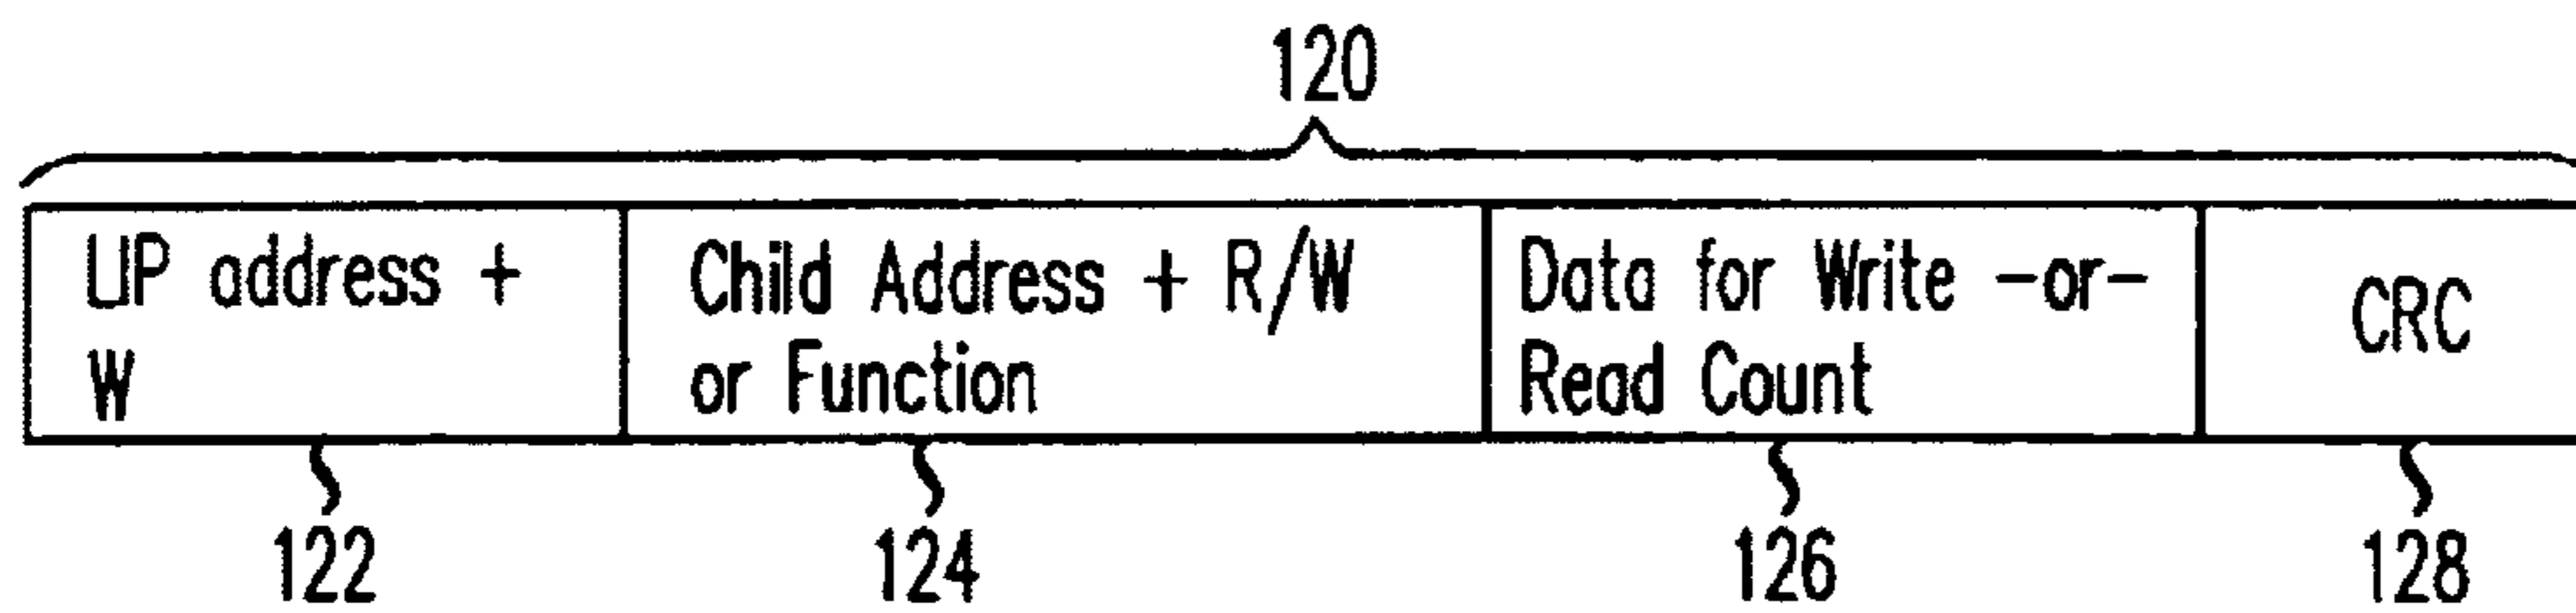 120
UP address +
W
Child Address + R/W
or Function
Data for Write -or-
Read Count
CRC
122
124
126
128